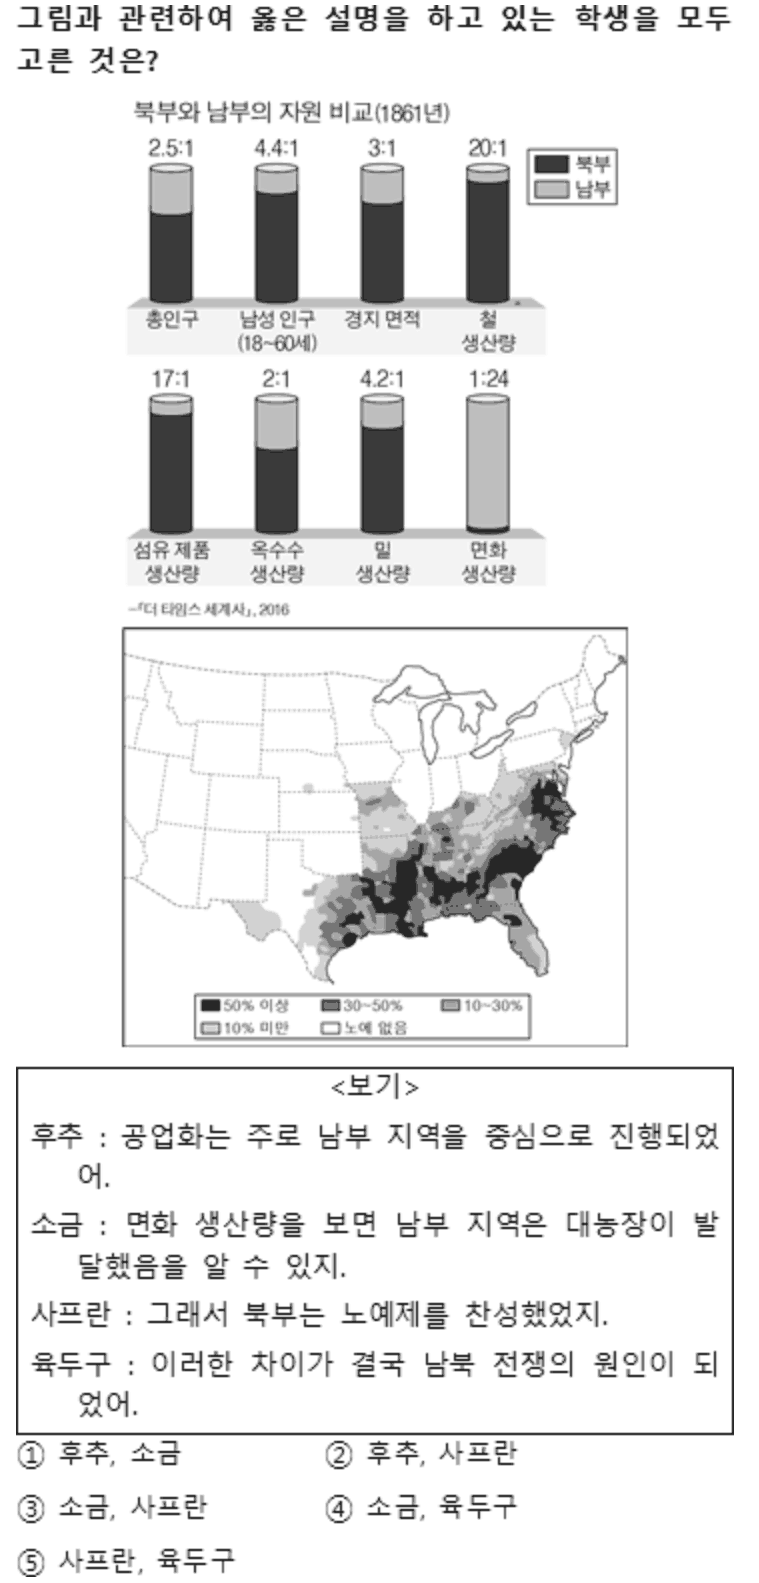 그림과 관련하여 옳은 설명을 하고 있는 학생을 모두
고른 것은?
북부와 남부의 자원 비교(1861년)
2.5:1 4.4:1 3:1 20:1
북부
남부
총인구 남성 인구 경지 면적 철
(18~60세) 생산량
17:1 2:1 4.2:1 1:24
섬유 제품 옥수수 밀 면화
생산량 생산량 생산량 생산량
-「더 타임스 세계사」, 2016
50% 이상 30~50% 10~30%
10% 미만 노예 없음
<보기>
후추 : 공업화는 주로 남부 지역을 중심으로 진행되었
어.
소금 : 면화 생산량을 보면 남부 지역은 대농장이 발
달했음을 알 수 있지.
사프란 : 그래서 북부는 노예제를 찬성했었지.
육두구 : 이러한 차이가 결국 남북 전쟁의 원인이 되
었어.
① 후추, 소금 ② 후추, 사프란
③ 소금, 사프란 ④ 소금, 육두구
⑤ 사프란, 육두구